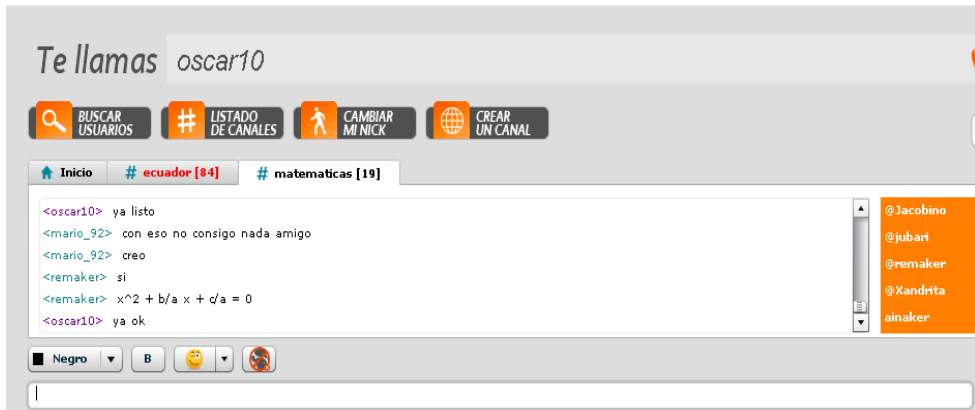 Te llamas oscar10
BUSCAR
USUARIOS
LISTADO
DE CANALES
CAMBIAR
MI NICK
CREAR
UN CANAL
Inicio
# ecuador [84]
# matematicas [19]
<oscar10> ya listo
<mario_92> con eso no consigo nada amigo
<mario_92> creo
<remaker> si
<remaker> x^2 + b/a x + c/a = 0
<oscar10> ya ok
@Jacobino
@jubari
@remaker
@Xandrita
ainaker
Negro
B